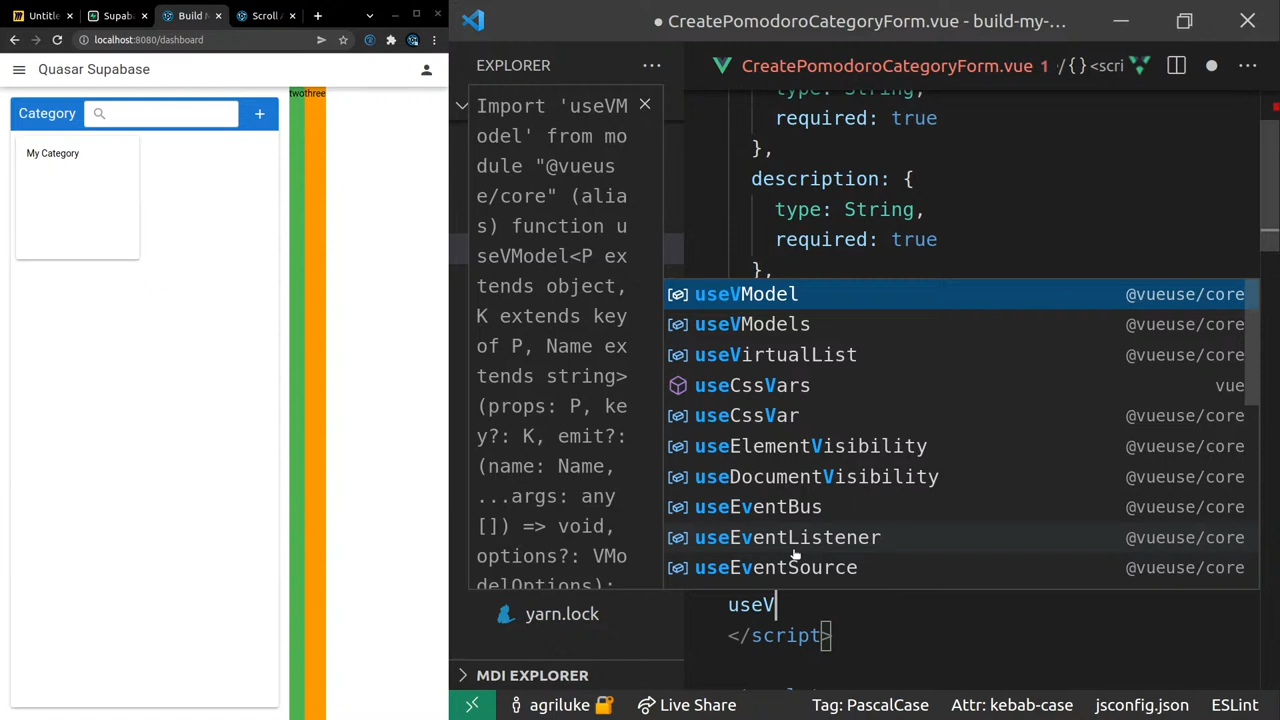 Untitle
Supaba
Build M
Scroll A
localhost:8080/dashboard
Quasar Supabase
Category
My Category
twothree
CreatePomodoroCategoryForm.vue - build-my-...
EXPLORER
CreatePomodoroCategoryForm.vue 1
{} <scri
Import 'useVM
odel' from mo
dule "@vueus
e/core" (alia
s) function u
seVModel<P ex
tends object,
K extends key
of P, Name ex
tends string>
(props: P, ke
y?: K, emit?:
(name: Name,
...args: any
[]) => void,
options?: VMo
delOptions):
type: String,
required: true
},
description: {
type: String,
required: true
},
useVModel @vueuse/core
useVModels @vueuse/core
useVirtualList @vueuse/core
useCssVars vue
useCssVar @vueuse/core
useElementVisibility @vueuse/core
useDocumentVisibility @vueuse/core
useEventBus @vueuse/core
useEventListener @vueuse/core
useEventSource @vueuse/core
useV
</script>
yarn.lock
MDI EXPLORER
agriluke
Live Share
Tag: PascalCase
Attr: kebab-case
jsconfig.json
ESLint